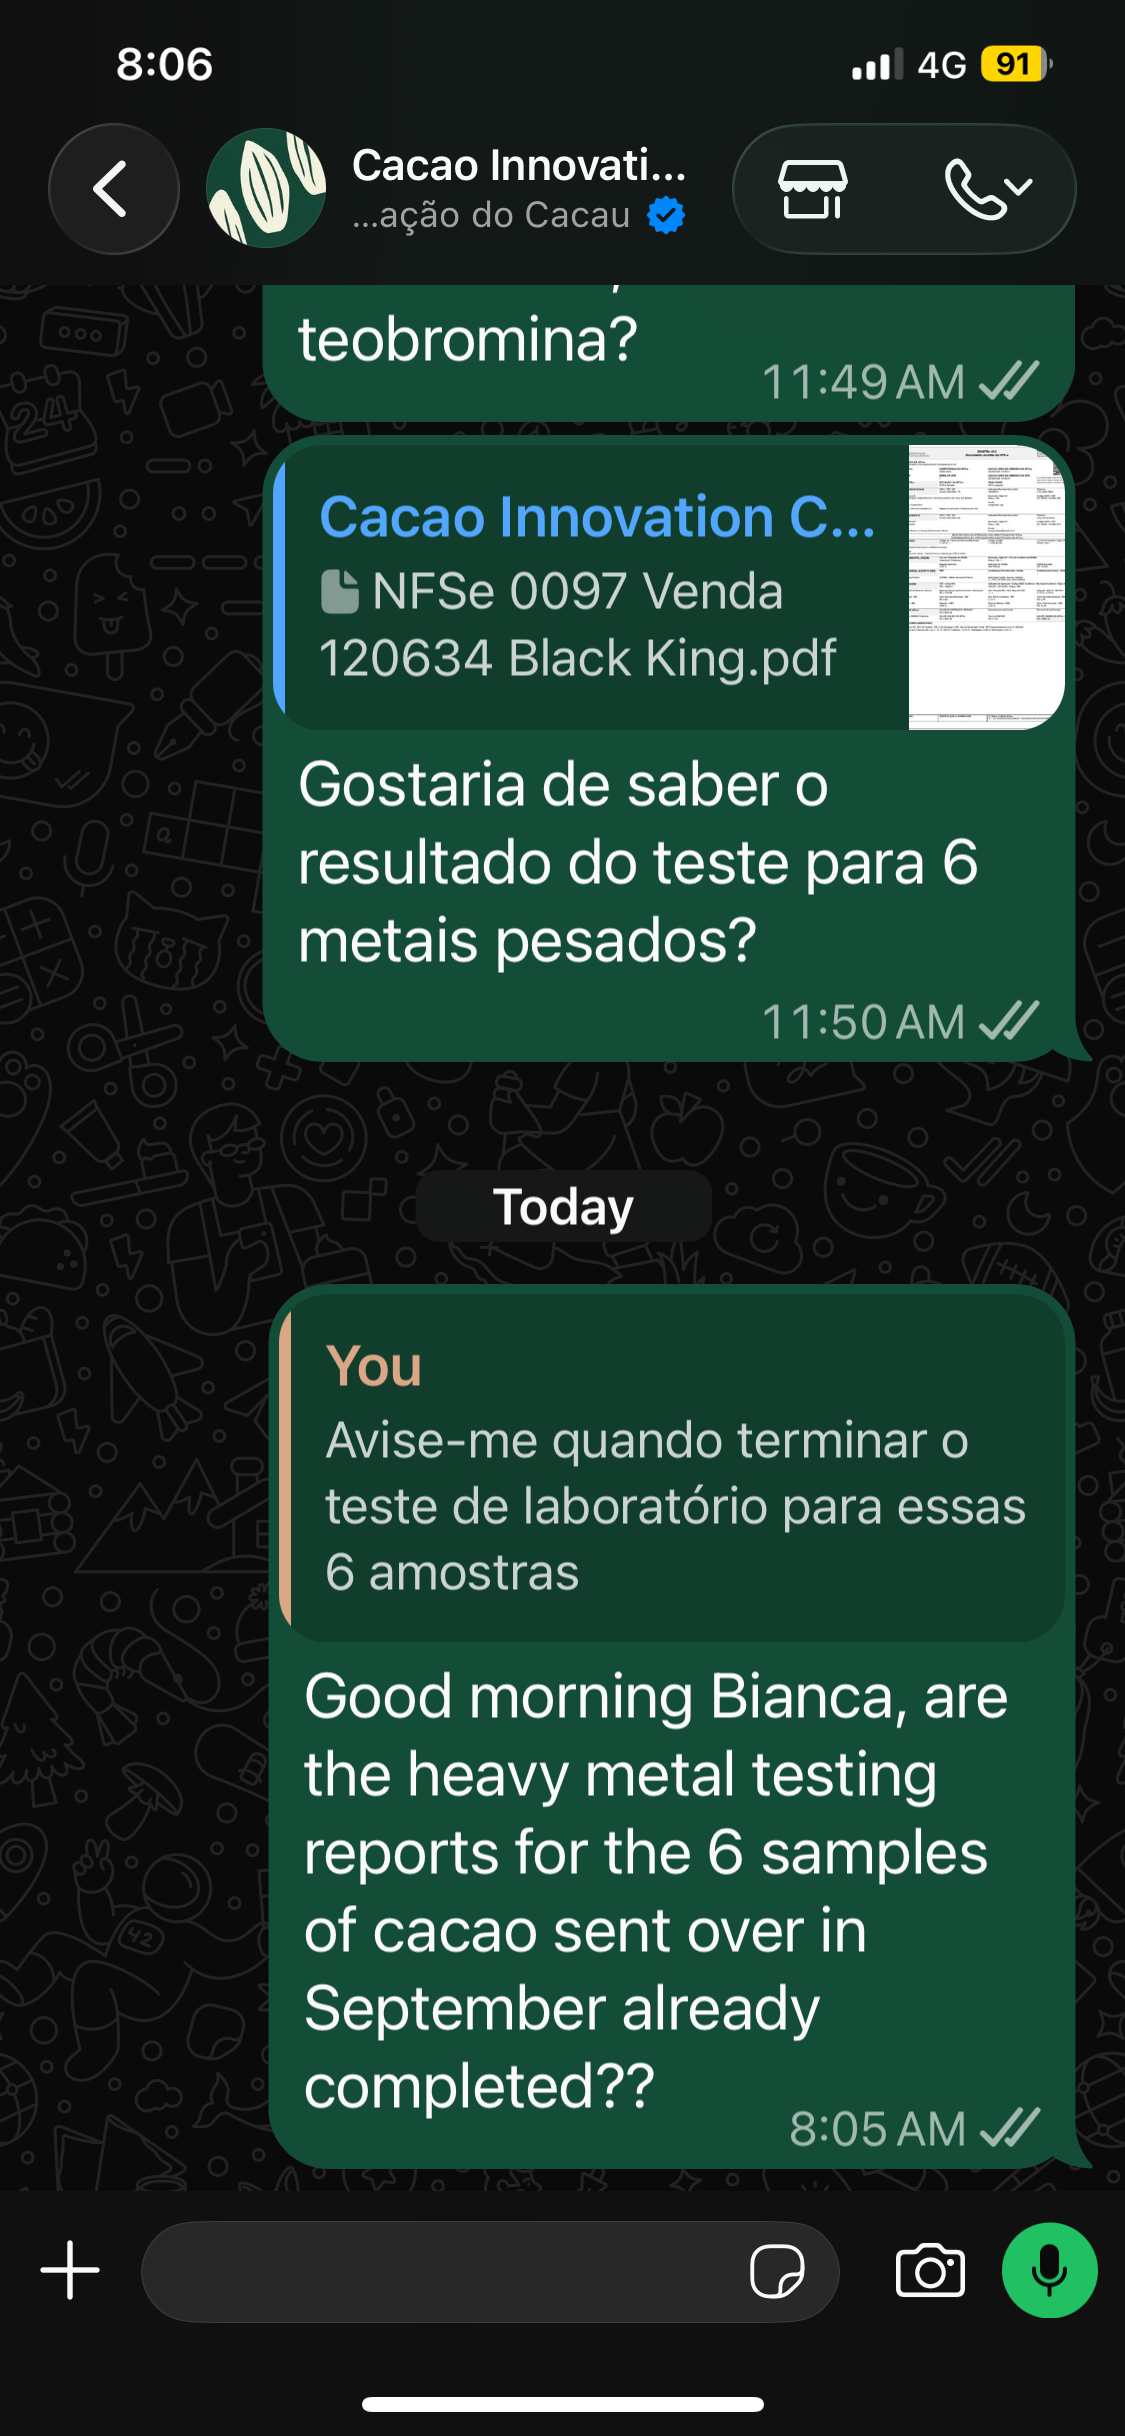 8:06
4G 91
Cacao Innovati...
...ação do Cacau
teobromina?
11:49 AM
Cacao Innovation C...
NFSe 0097 Venda
120634 Black King.pdf
Gostaria de saber o
resultado do teste para 6
metais pesados?
11:50 AM
Today
You
Avise-me quando terminar o
teste de laboratório para essas
6 amostras
Good morning Bianca, are
the heavy metal testing
reports for the 6 samples
of cacao sent over in
September already
completed??
8:05 AM